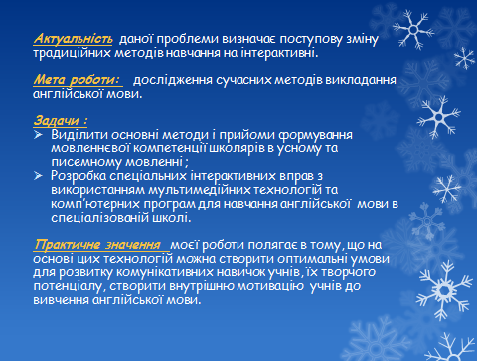 Актуальність даної проблеми визначає поступову зміну
традиційних методів навчання на інтерактивні.
Мета роботи: дослідження сучасних методів викладання
англійської мови.
Задачи :
➢ Виділити основні методи і прийоми формування
мовленнєвої компетенції школярів в усному та
писемному мовленні ;
➢ Розробка спеціальних інтерактивних вправ з
використанням мультимедійних технологій та
комп'ютерних програм для навчання англійської мови в
спеціалізованій школі.
Практичне значення моєї роботи полягає в тому, що на
основі цих технологій можна створити оптимальні умови
для розвитку комунікативних навичок учнів, їх творчого
потенціалу, створити внутрішню мотивацію учнів до
вивчення англійської мови.